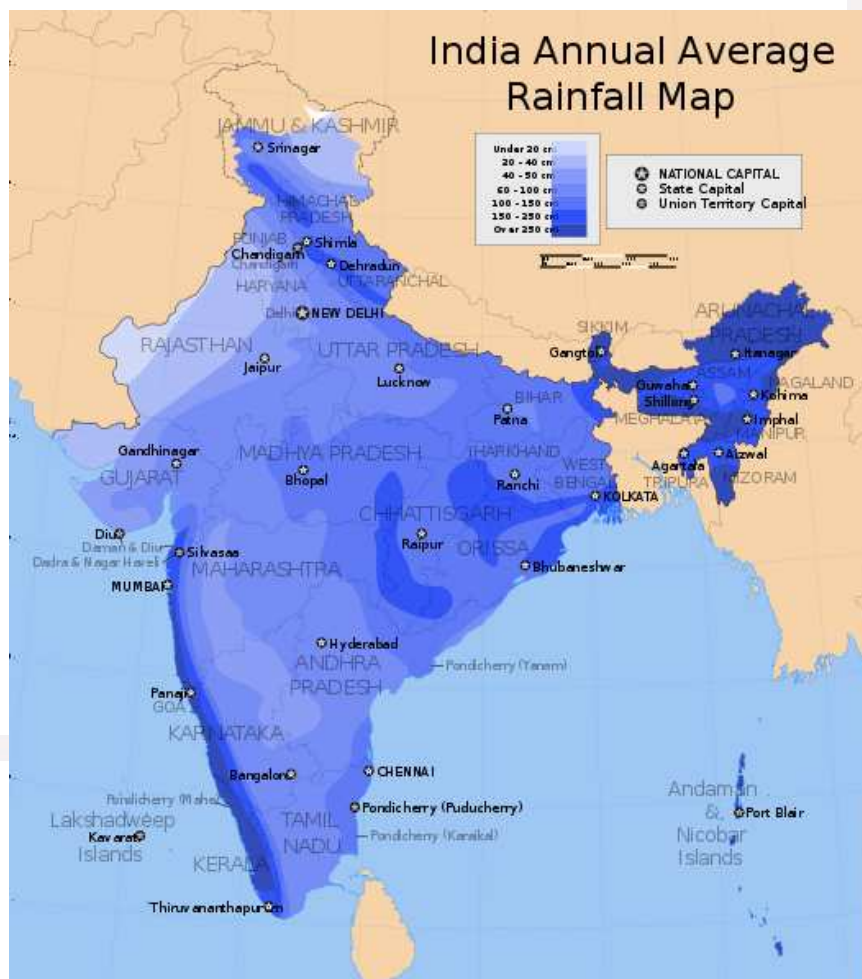 India Annual Average
Rainfall Map
JAMMU & KASHMIR
Srinagar
Under 20 cm
20 - 40 cm
40 - 50 cm
60 - 100 cm
100 - 150 cm
150 - 250 cm
Over 250 cm
NATIONAL CAPITAL
State Capital
Union Territory Capital
HIMACHAL
PRADESH
PUNJAB
Shimla
Chandigarh
Chandigarh
Dehradun
UTTARANCHAL
HARYANA
Delhi
NEW DELHI
RAJASTHAN
Jaipur
UTTAR PRADESH
Lucknow
SIKKIM
Gangtok
ARUNACHAL
PRADESH
Itanagar
ASSAM
Guwahati
NAGALAND
Kohima
Shillong
MEGHALAYA
Imphal
MANIPUR
BIHAR
Patna
Gandhinagar
GUJARAT
MADHYA PRADESH
Bhopal
JHARKHAND
Ranchi
WEST
BENGAL
KOLKATA
Agartala
TRIPURA
Aizwal
MIZORAM
CHHATTISGARH
Raipur
ORISSA
Bhubaneshwar
Diu
Daman & Diu
Dadra & Nagar Haveli
Silvasaa
MAHARASHTRA
MUMBAI
Hyderabad
ANDHRA
PRADESH
Pondicherry (Yanam)
Panaji
GOA
KARNATAKA
Bangalore
CHENNAI
Pondicherry (Mahe)
Pondicherry (Puducherry)
Lakshadweep
Islands
Kavarati
TAMIL
NADU
Pondicherry (Karaikal)
KERALA
Thiruvananthapuram
Andaman
&
Nicobar
Islands
Port Blair